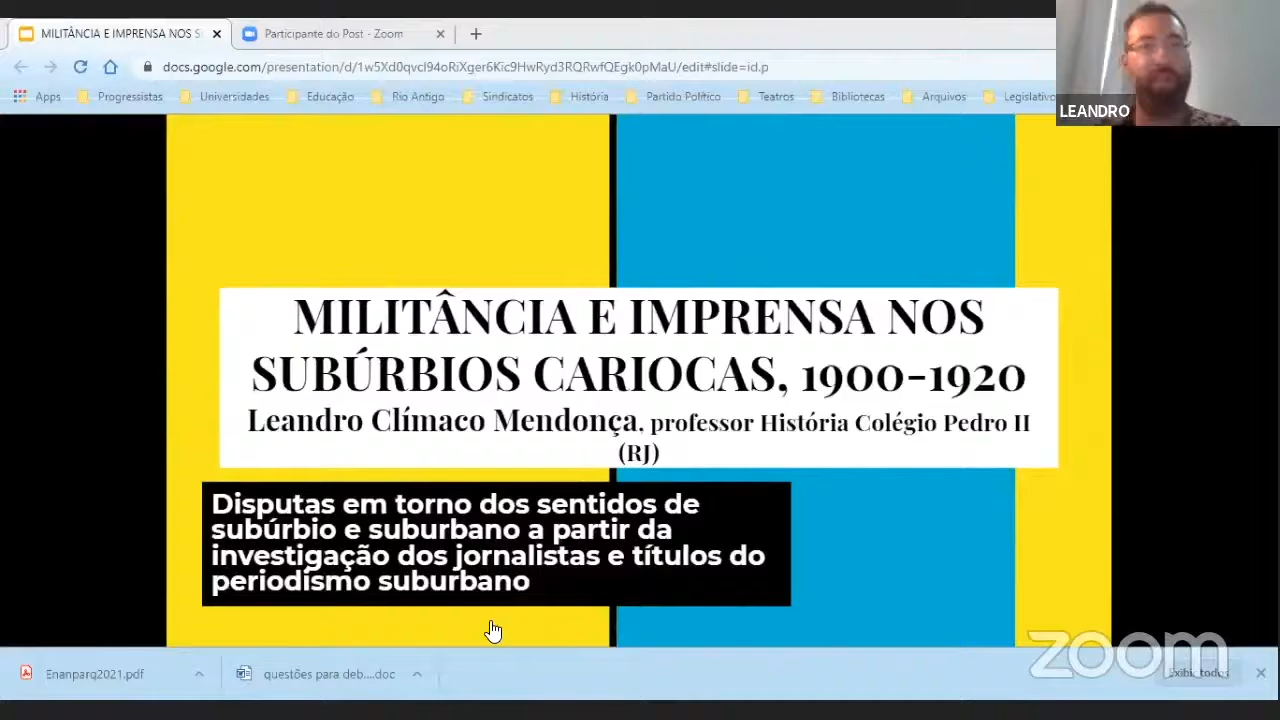 MILITÂNCIA E IMPRENSA NOS S
Participante do Post - Zoom
docs.google.com/presentation/d/1w5Xd0qvcl94oRiXger6Kic9HwRyd3RQRwfQEgk0pMaU/edit#slide=id.p
Apps Progressistas Universidades Educação Rio Antigo Sindicatos História Partido Político Teatros Bibliotecas Arquivos Legislativo
LEANDRO
MILITÂNCIA E IMPRENSA NOS
SUBÚRBIOS CARIOCAS, 1900-1920
Leandro Clímaco Mendonça, professor História Colégio Pedro II
(RJ)
Disputas em torno dos sentidos de
subúrbio e suburbano a partir da
investigação dos jornalistas e títulos do
periodismo suburbano
zoom
Enanparq2021.pdf
questões para deb....doc
Exibir todos